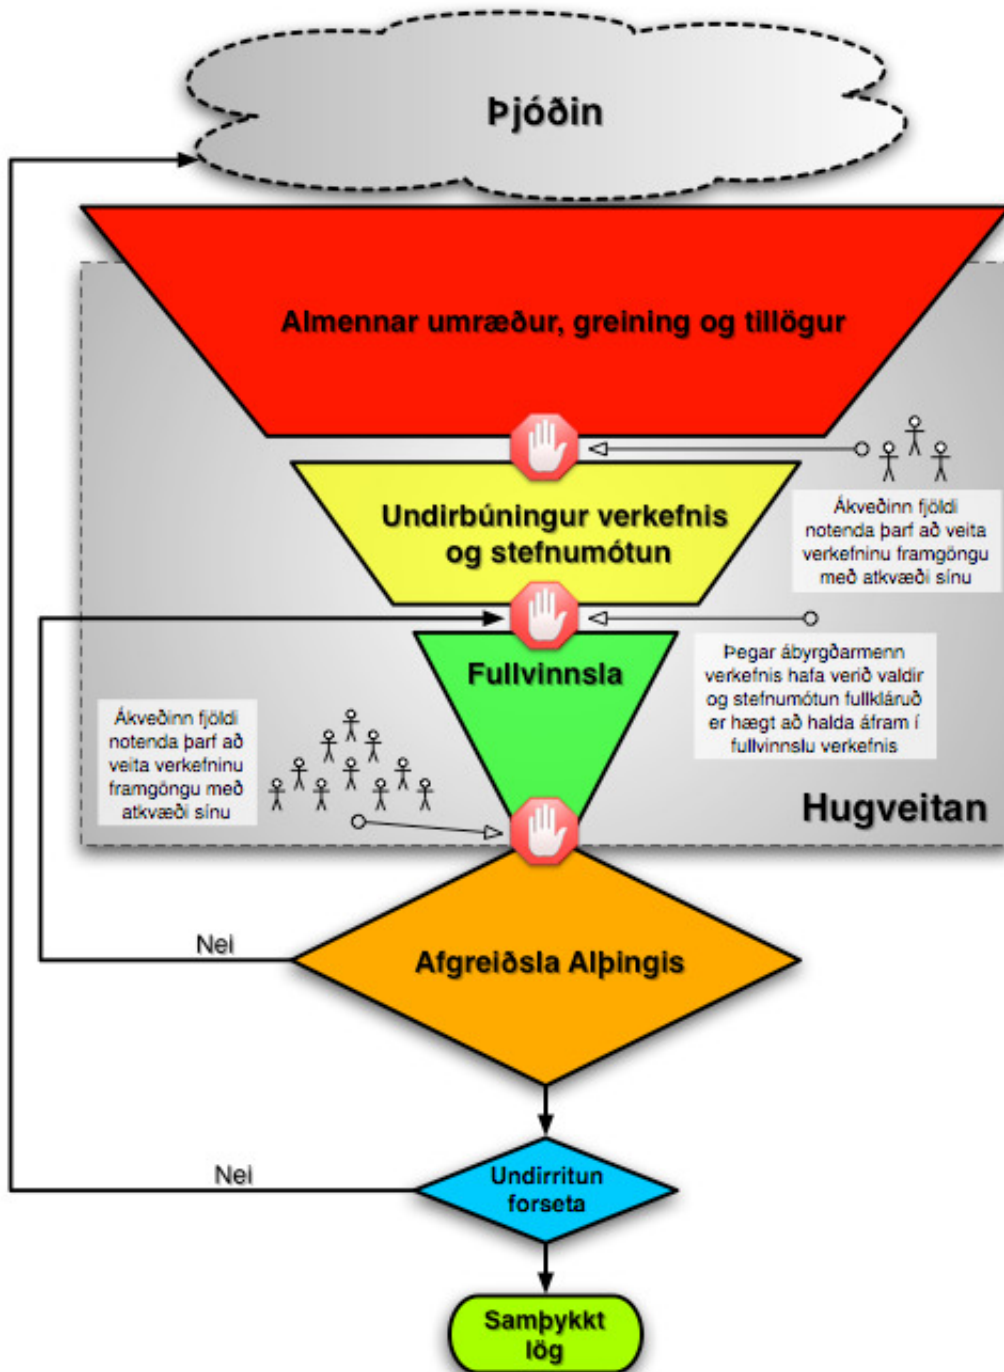 Þjóðin
Almennar umræður, greining og tillögur
Undirbúningur verkefnis
og stefnumótun
Ákveðinn fjöldi
notenda þarf að veita
verkefninu framgöngu
með atkvæði sínu
Fullvinnsla
Þegar ábyrgðarmenn
verkefnis hafa verið valdir
og stefnumótun fullkláruð
er hægt að halda áfram í
fullvinnslu verkefnis
Ákveðinn fjöldi
notenda þarf að
veita verkefninu
framgöngu með
atkvæði sínu
Hugveitan
Nei
Afgreiðsla Alþingis
Nei
Undirritun
forseta
Samþykkt
lög